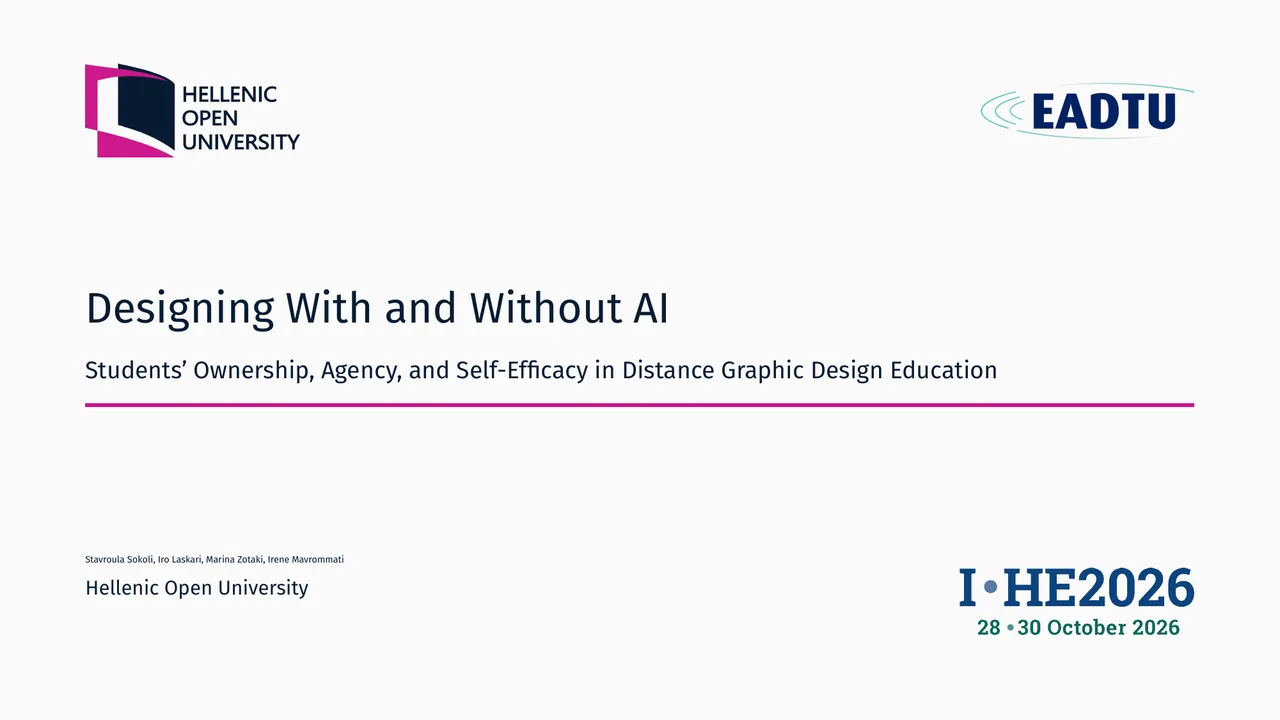 HELLENIC
OPEN
UNIVERSITY
EADTU
Designing With and Without AI
Students’ Ownership, Agency, and Self-Efficacy in Distance Graphic Design Education
Stavroula Sokoli, Iro Laskari, Marina Zotaki, Irene Mavrommati
Hellenic Open University
I•HE2026
28 •30 October 2026